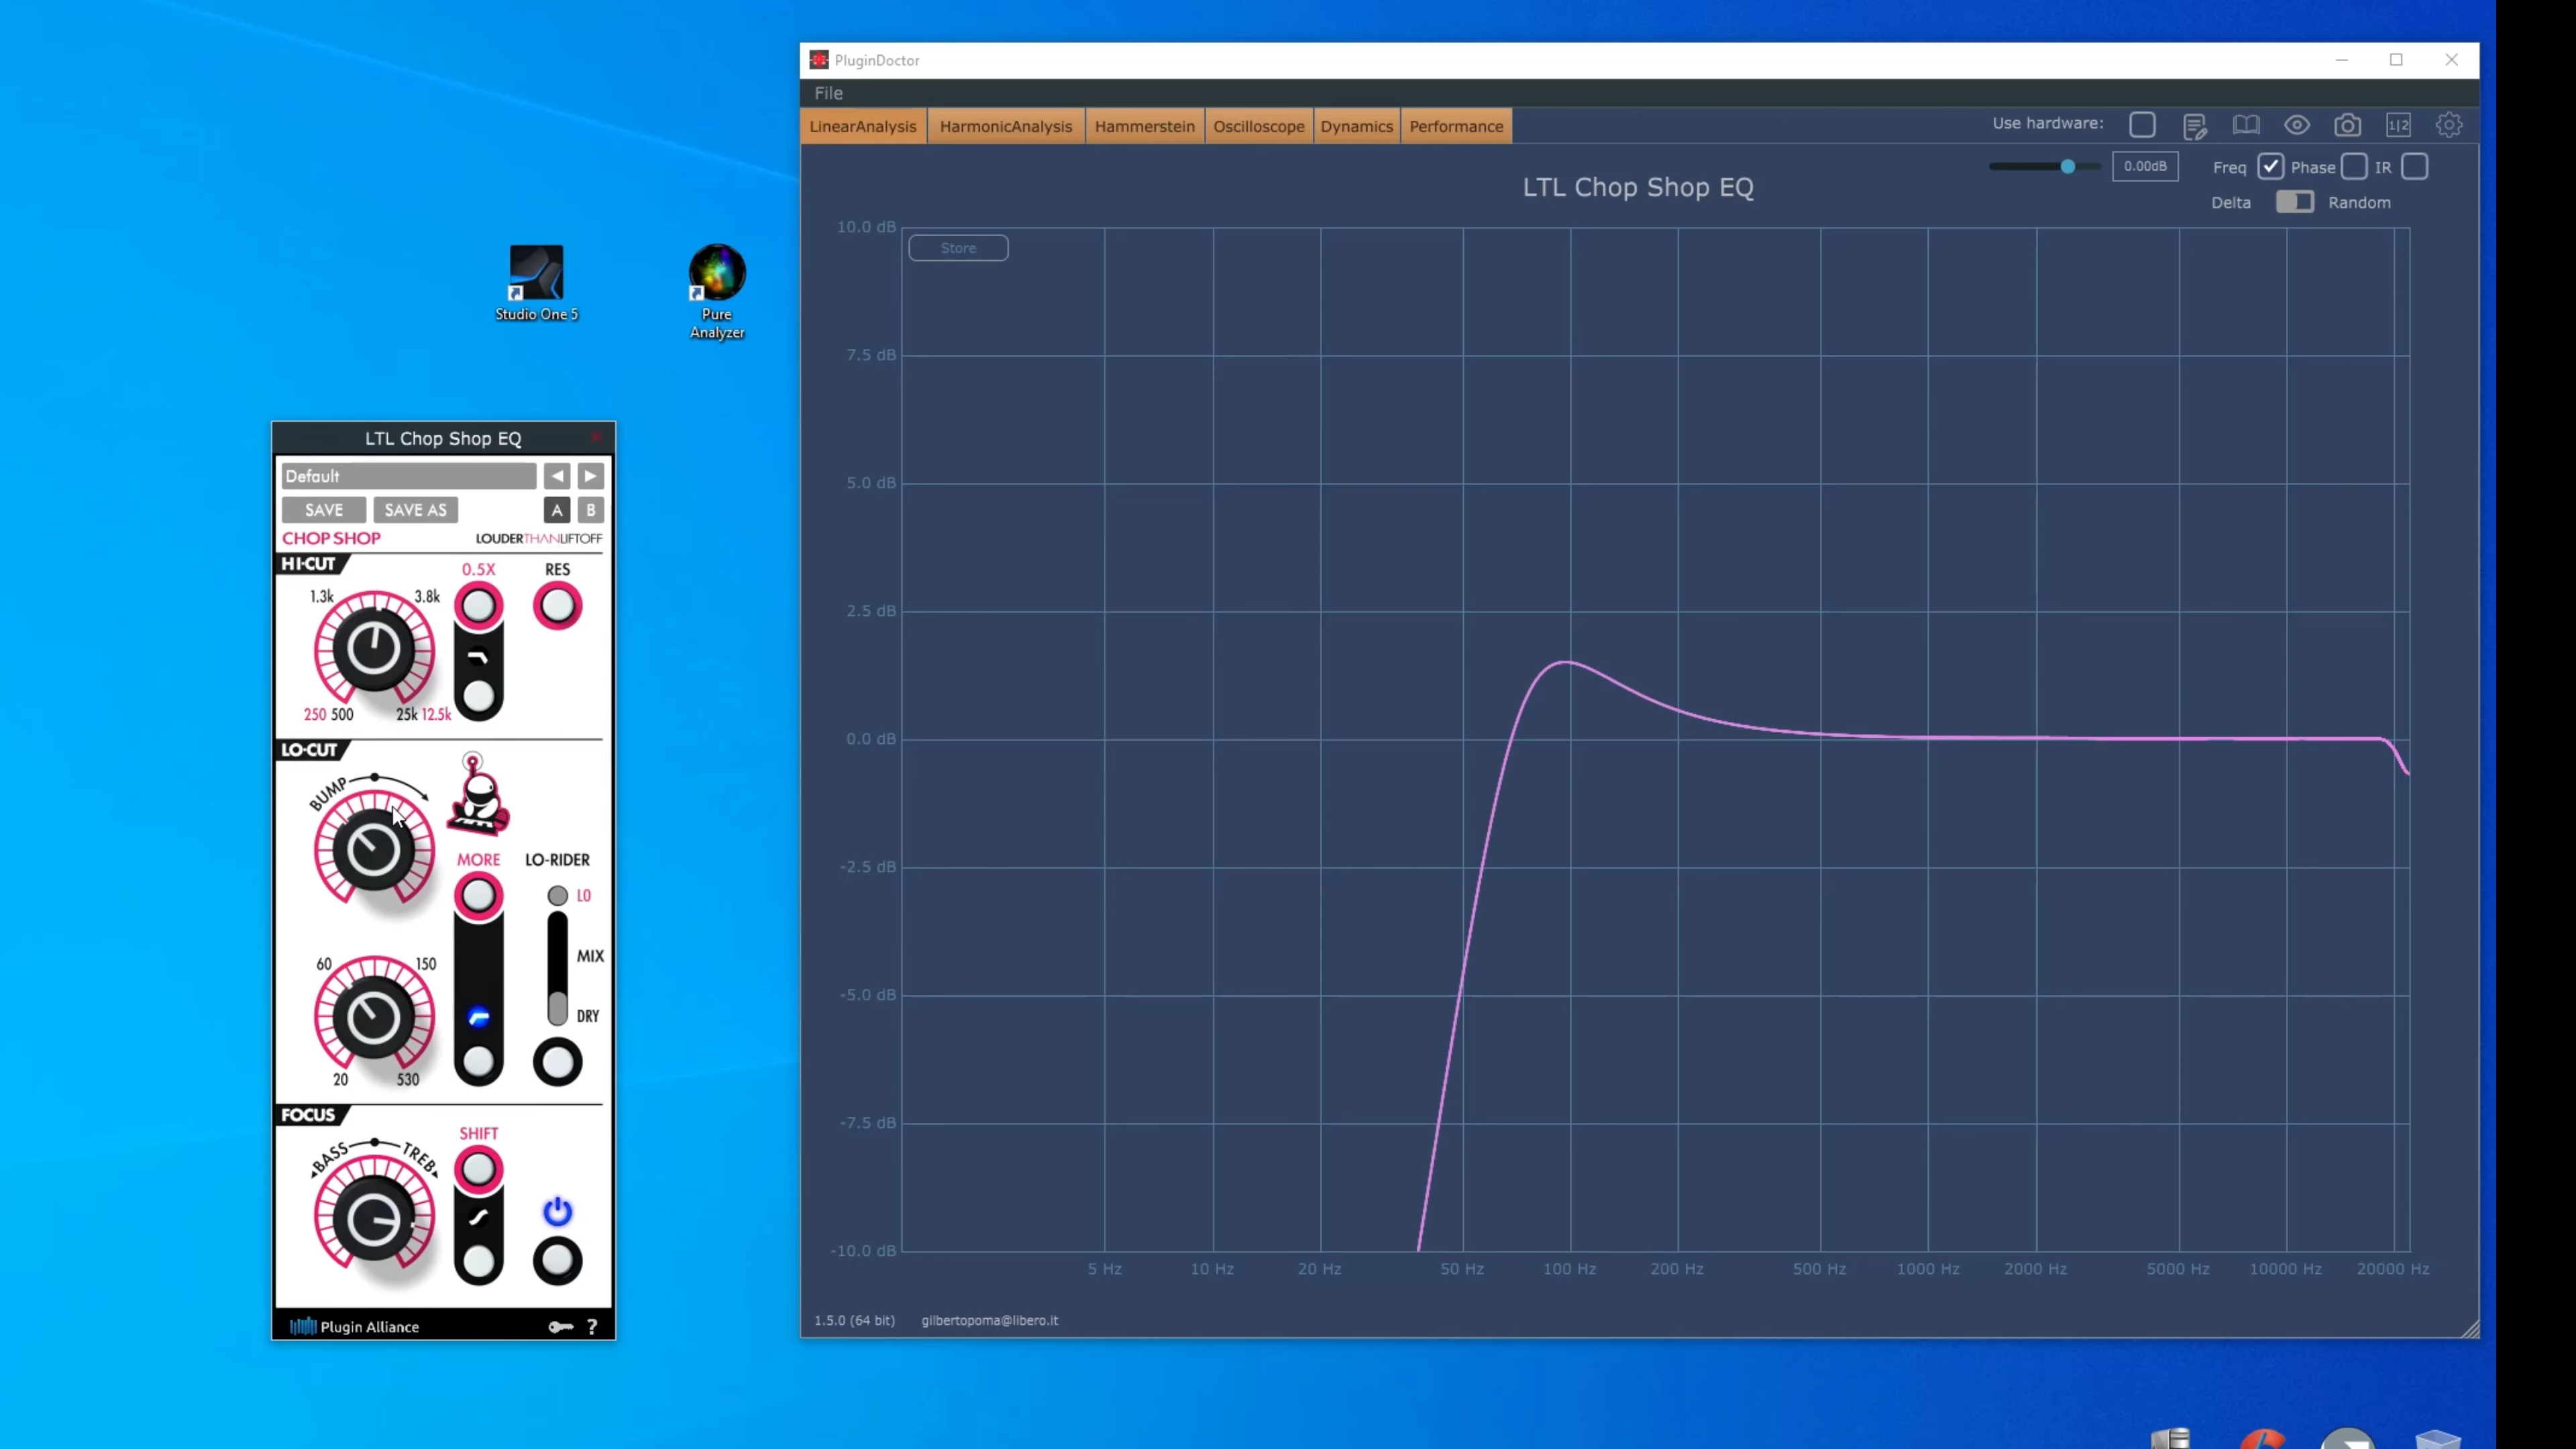 PluginDoctor
File
LinearAnalysis HarmonicAnalysis Hammerstein Oscilloscope Dynamics Performance
Use hardware: 1|2
0.00dB Freq Phase IR
Delta Random
LTL Chop Shop EQ
Store
10.0 dB
7.5 dB
5.0 dB
2.5 dB
0.0 dB
-2.5 dB
-5.0 dB
-7.5 dB
-10.0 dB
5 Hz 10 Hz 20 Hz 50 Hz 100 Hz 200 Hz 500 Hz 1000 Hz 2000 Hz 5000 Hz 10000 Hz 20000 Hz
1.5.0 (64 bit) gilbertopoma@libero.it
Studio One 5
Pure
Analyzer
LTL Chop Shop EQ
Default
SAVE SAVE AS A B
CHOP SHOP LOUDERTHANLIFTOFF
HI-CUT
0.5X RES
1.3k 3.8k
250 500 25k 12.5k
LO-CUT
BUMP
MORE LO-RIDER
LO
MIX
60 150
DRY
20 530
FOCUS
SHIFT
BASS TREB
Plugin Alliance ?